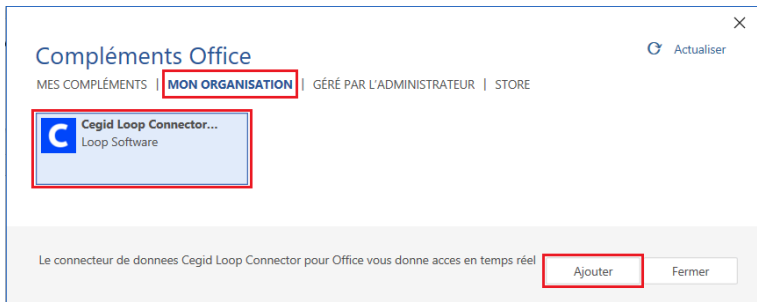 Compléments Office
Actualiser
MES COMPLÉMENTS | MON ORGANISATION | GÉRÉ PAR L'ADMINISTRATEUR | STORE
C
Cegid Loop Connector...
Loop Software
Le connecteur de donnees Cegid Loop Connector pour Office vous donne acces en temps réel
Ajouter
Fermer